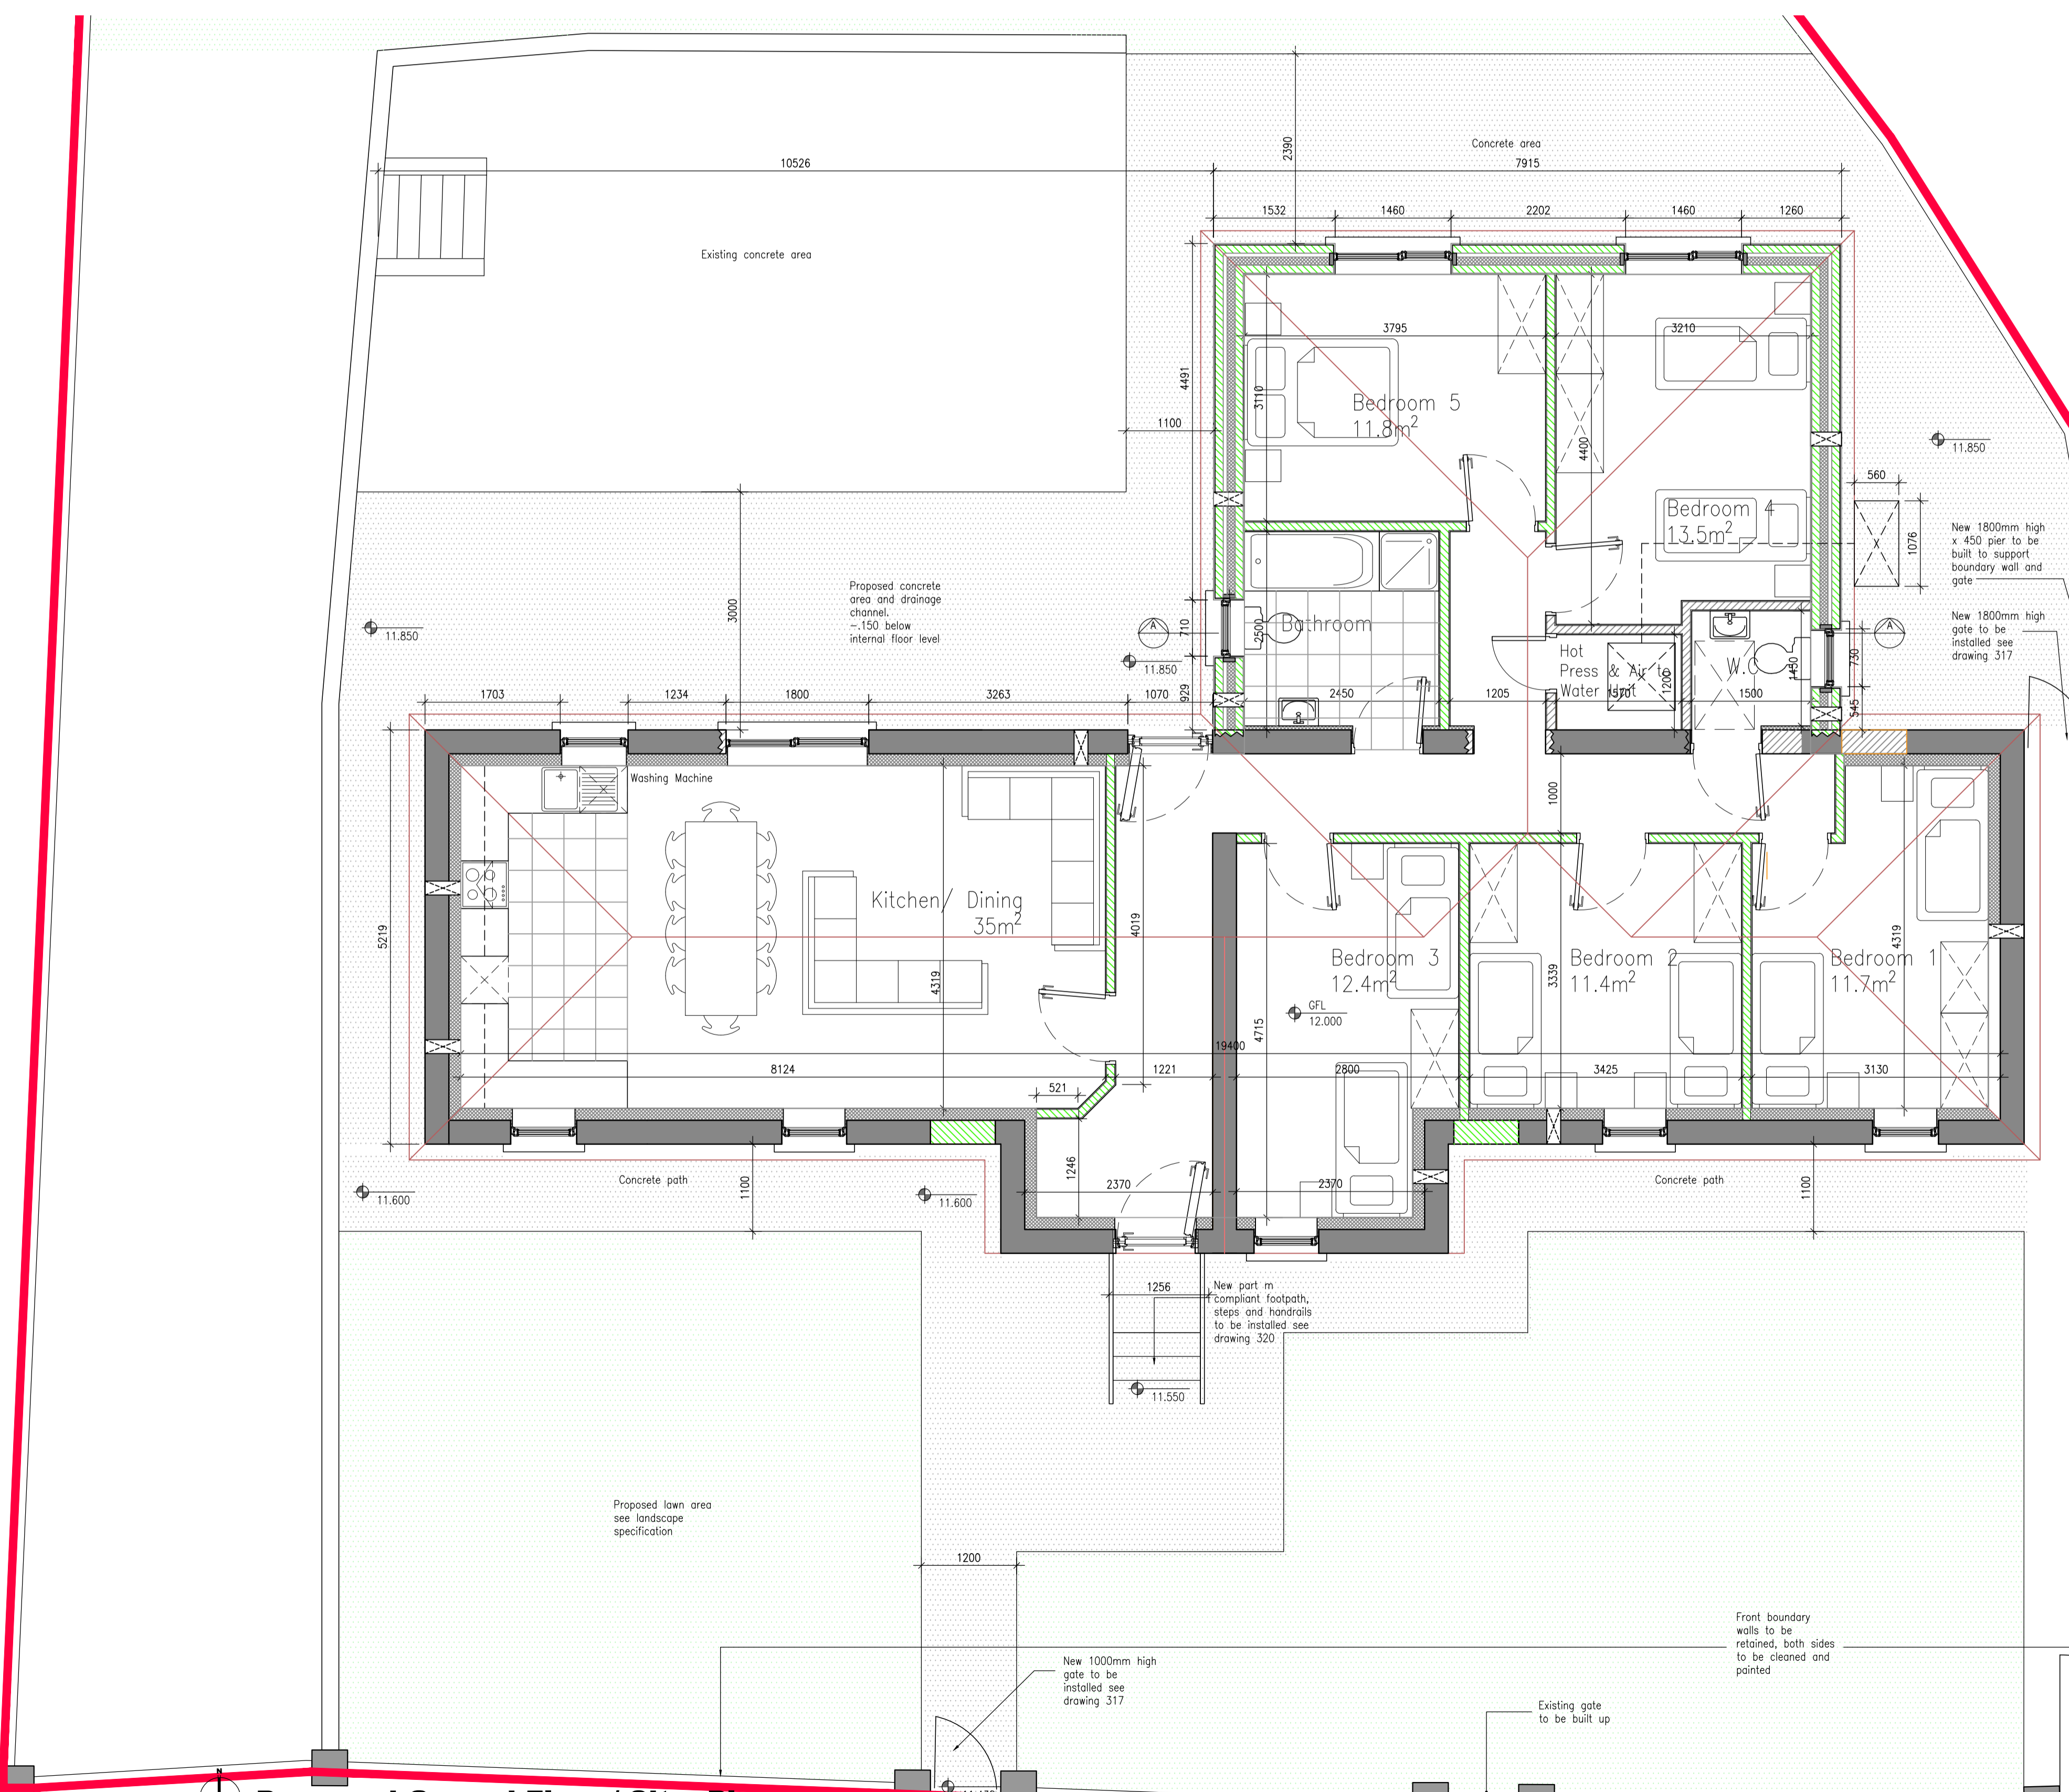 Concrete area
10526
7915
2390
1532
1460
2202
1460
1260
Existing concrete area
3795
3210
4491
3110
Bedroom 5
11.8m²
1100
4400
11.850
560
Bedroom 4
13.5m²
1076
New 1800mm high
x 450 pier to be
built to support
boundary wall and
gate
Proposed concrete
area and drainage
channel.
-.150 below
internal floor level
3000
11.850
A
710
2500
Bathroom
A
New 1800mm high
gate to be
installed see
drawing 317
Hot
Press & Air to
Water Unit
W.C
1450
730
11.850
1200
1703
1234
1800
3263
1070
929
2450
1205
1570
1500
545
Washing Machine
1000
Kitchen/ Dining
35m²
5219
4019
4319
Bedroom 3
12.4m²
Bedroom 2
11.4m²
Bedroom 1
11.7m²
3339
4319
GFL
12.000
4715
19400
8124
1221
2800
3425
3130
521
1246
Concrete path
1100
11.600
11.600
2370
2370
Concrete path
1100
1256
New part m
compliant footpath,
steps and handrails
to be installed see
drawing 320
11.550
Proposed lawn area
see landscape
specification
1200
Front boundary
walls to be
retained, both sides
to be cleaned and
painted
New 1000mm high
gate to be
installed see
drawing 317
Existing gate
to be built up
N